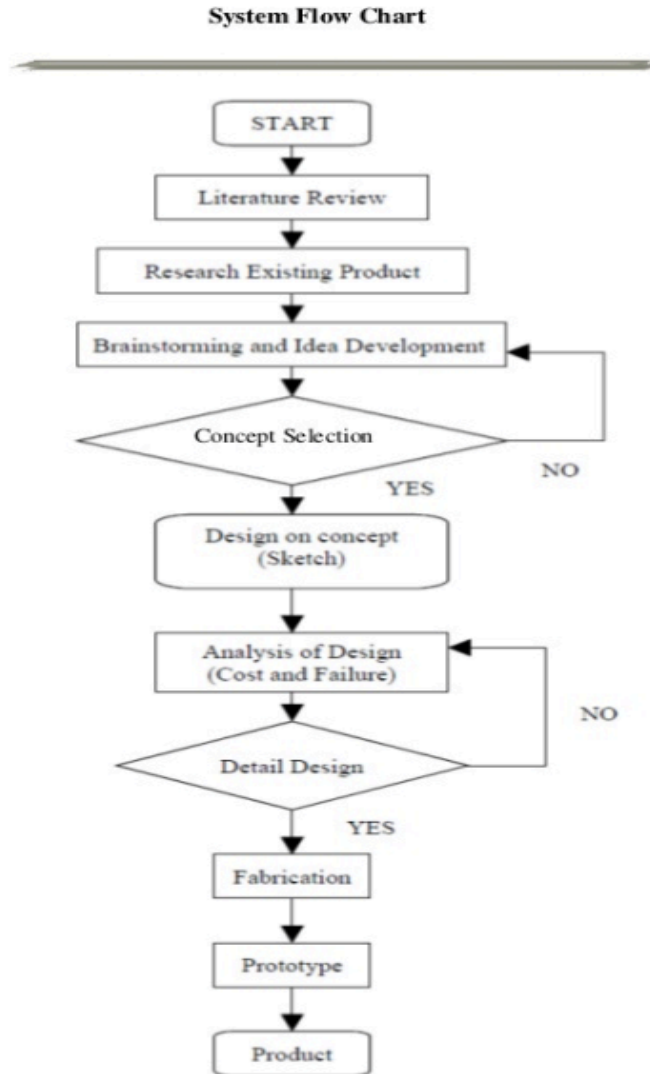 System Flow Chart
START
Literature Review
Research Existing Product
Brainstorming and Idea Development
Concept Selection
NO
YES
Design on concept
(Sketch)
Analysis of Design
(Cost and Failure)
NO
Detail Design
YES
Fabrication
Prototype
Product